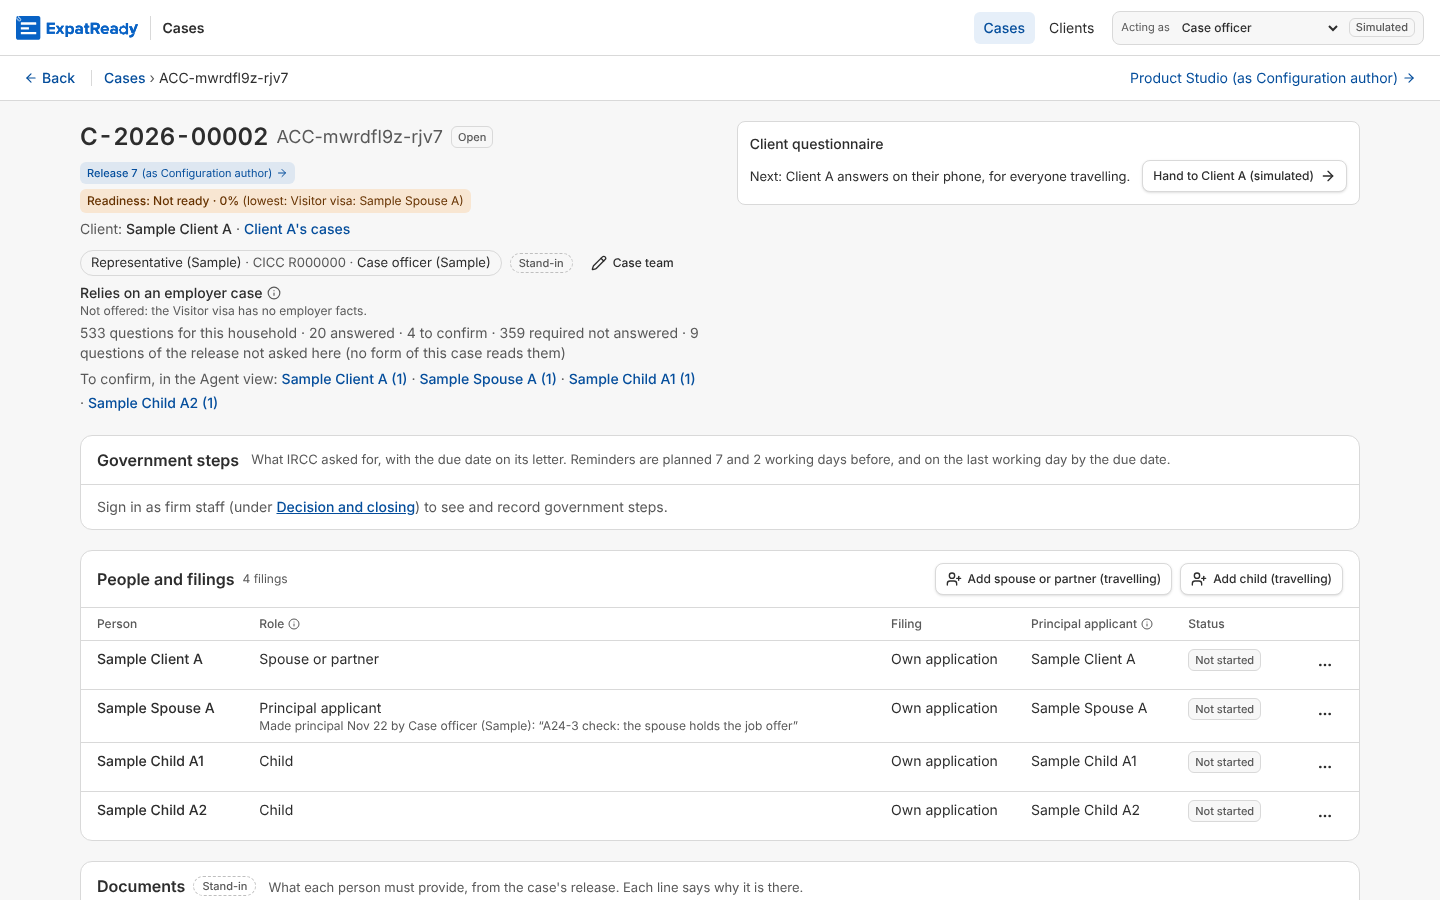 ExpatReady
Cases
Cases
Clients
Acting as Case officer Simulated
← Back
Cases › ACC-mwrdfl9z-rjv7
Product Studio (as Configuration author) →
C-2026-00002 ACC-mwrdfl9z-rjv7 Open
Release 7 (as Configuration author) →
Readiness: Not ready · 0% (lowest: Visitor visa: Sample Spouse A)
Client: Sample Client A · Client A's cases
Representative (Sample) · CICC R000000 · Case officer (Sample) Stand-in Case team
Relies on an employer case
Not offered: the Visitor visa has no employer facts.
533 questions for this household · 20 answered · 4 to confirm · 359 required not answered · 9
questions of the release not asked here (no form of this case reads them)
To confirm, in the Agent view: Sample Client A (1) · Sample Spouse A (1) · Sample Child A1 (1)
· Sample Child A2 (1)
Client questionnaire
Next: Client A answers on their phone, for everyone travelling. Hand to Client A (simulated) →
Government steps What IRCC asked for, with the due date on its letter. Reminders are planned 7 and 2 working days before, and on the last working day by the due date.
Sign in as firm staff (under Decision and closing) to see and record government steps.
People and filings 4 filings Add spouse or partner (travelling) Add child (travelling)
Person Role Filing Principal applicant Status
Sample Client A Spouse or partner Own application Sample Client A Not started ...
Sample Spouse A Principal applicant Own application Sample Spouse A Not started ...
Made principal Nov 22 by Case officer (Sample): “A24-3 check: the spouse holds the job offer”
Sample Child A1 Child Own application Sample Child A1 Not started ...
Sample Child A2 Child Own application Sample Child A2 Not started ...
Documents Stand-in What each person must provide, from the case's release. Each line says why it is there.